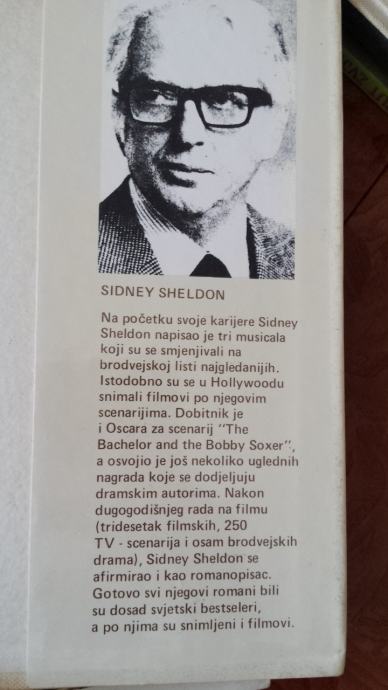 SIDNEY SHELDON
Na početku svoje karijere Sidney
Sheldon napisao je tri musicala
koji su se smjenjivali na
brodvejskoj listi najgledanijih.
Istodobno su se u Hollywoodu
snimali filmovi po njegovim
scenarijima. Dobitnik je
i Oscara za scenarij "The
Bachelor and the Bobby Soxer",
a osvojio je još nekoliko uglednih
nagrada koje se dodjeljuju
dramskim autorima. Nakon
dugogodišnjeg rada na filmu
(tridesetak filmskih, 250
TV - scenarija i osam brodvejskih
drama), Sidney Sheldon se
afirmirao i kao romanopisac.
Gotovo svi njegovi romani bili
su dosad svjetski bestseleri,
a po njima su snimljeni i filmovi.